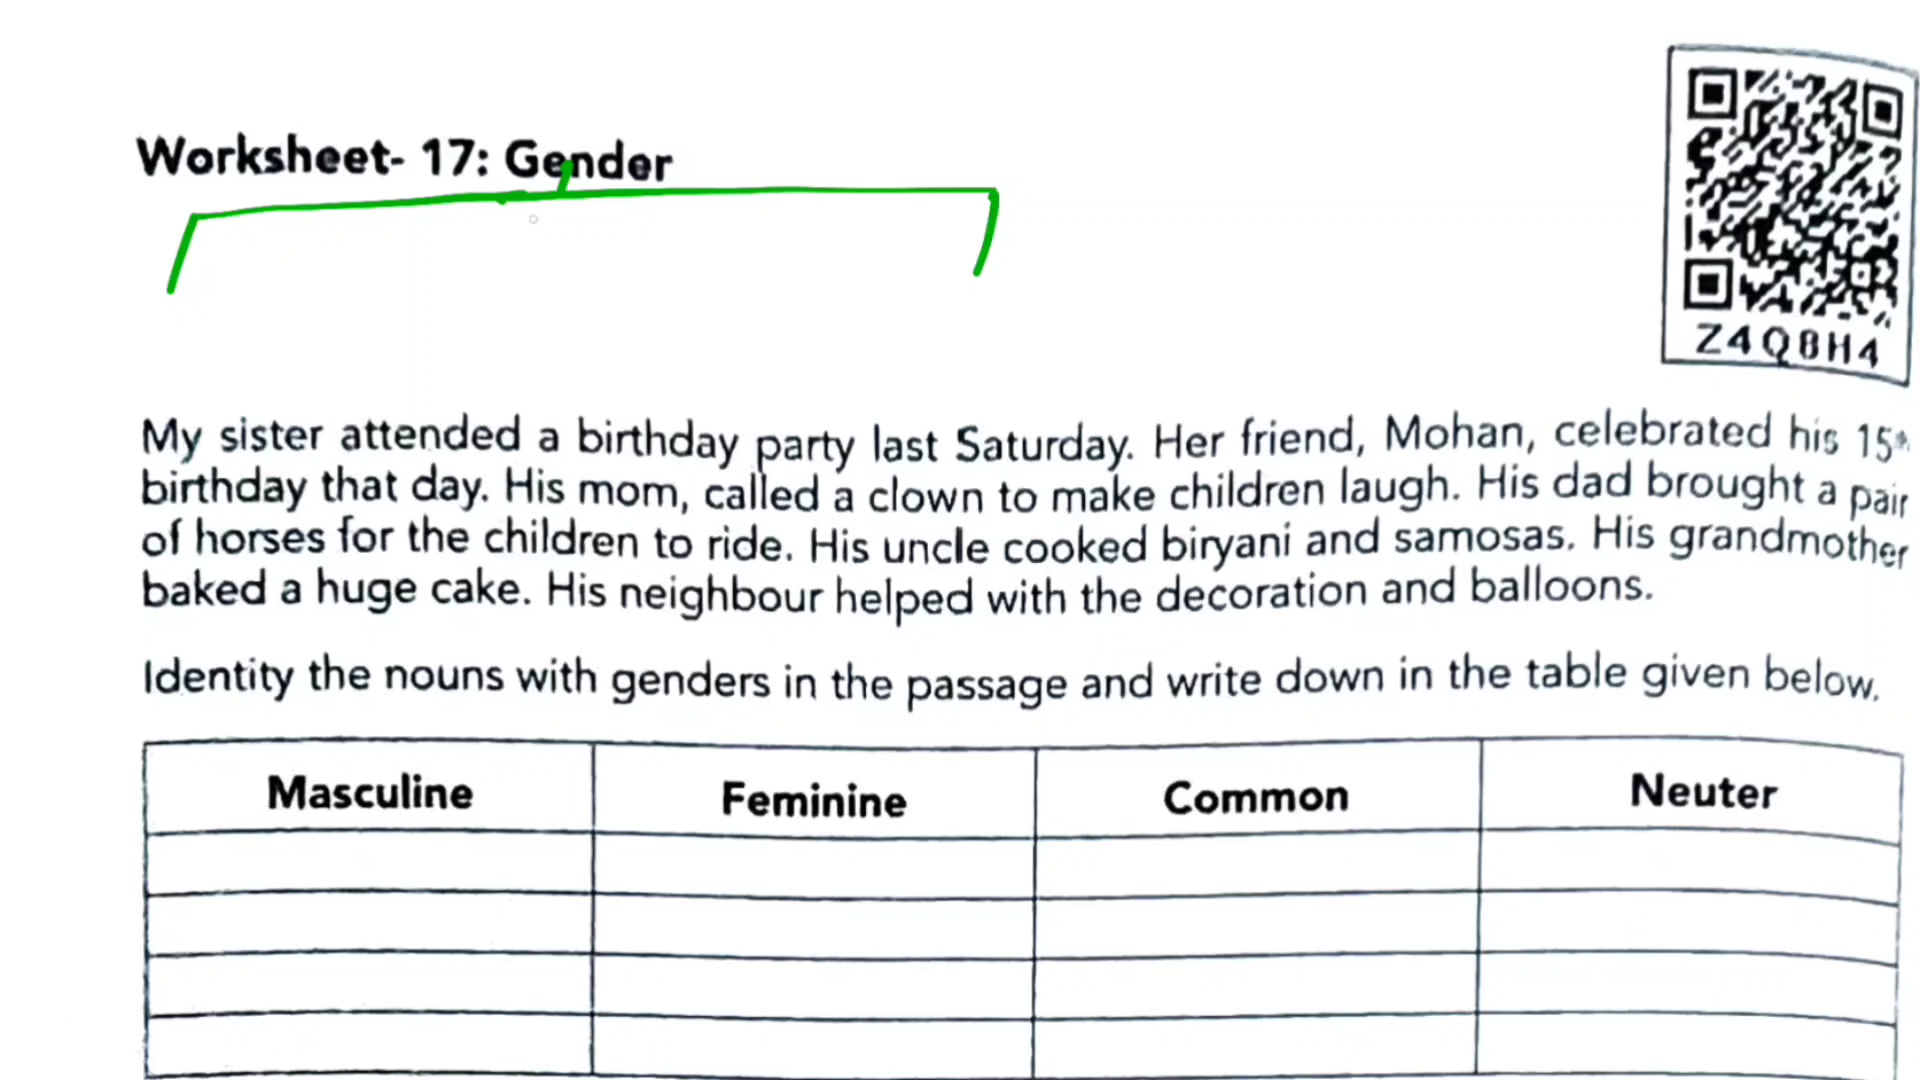 Worksheet- 17: Gender
Z4Q8H4
My sister attended a birthday party last Saturday. Her friend, Mohan, celebrated his 15th
birthday that day. His mom, called a clown to make children laugh. His dad brought a pair
of horses for the children to ride. His uncle cooked biryani and samosas. His grandmother
baked a huge cake. His neighbour helped with the decoration and balloons.
Identity the nouns with genders in the passage and write down in the table given below.
Masculine Feminine Common Neuter